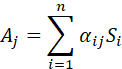 $A_j = \sum_{i=1}^{n} \alpha_{ij} S_i$